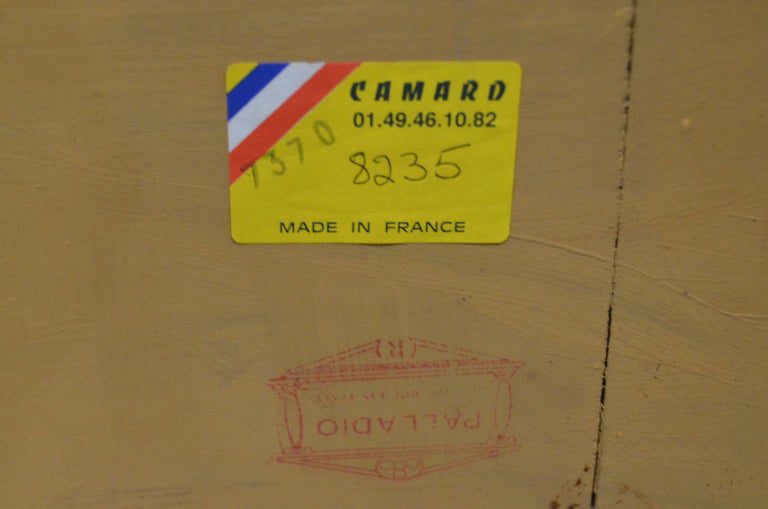 CAMARD
01.49.46.10.82
7370
8235
MADE IN FRANCE
(R)
PALLADIO